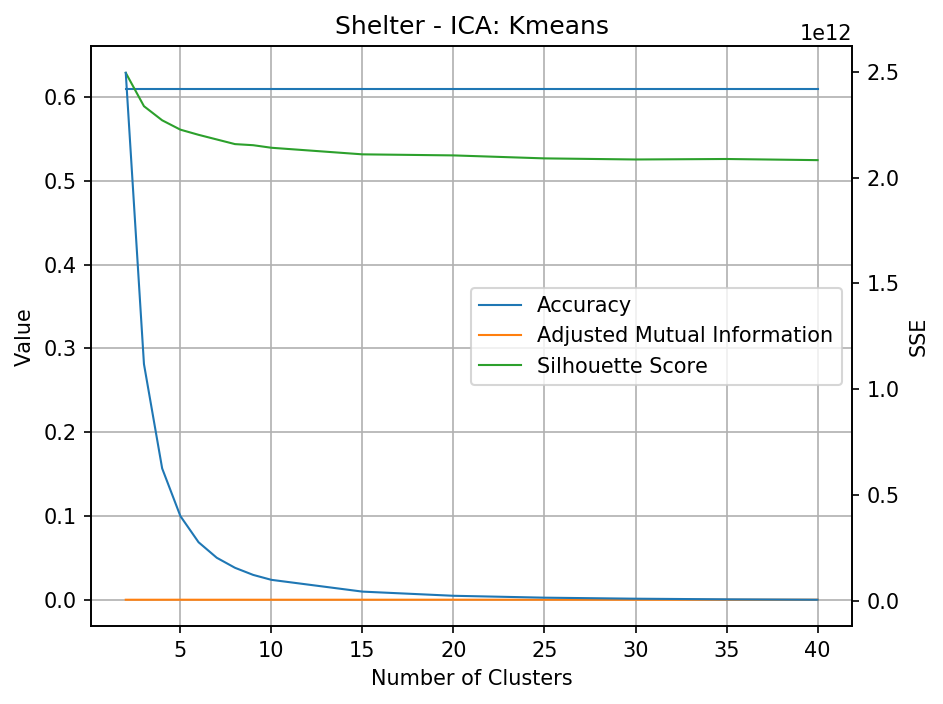 Shelter - ICA: Kmeans
1e12
0.6
0.5
0.4
0.3
0.2
0.1
0.0
Value
2.5
2.0
1.5
1.0
0.5
0.0
SSE
Accuracy
Adjusted Mutual Information
Silhouette Score
5 10 15 20 25 30 35 40
Number of Clusters